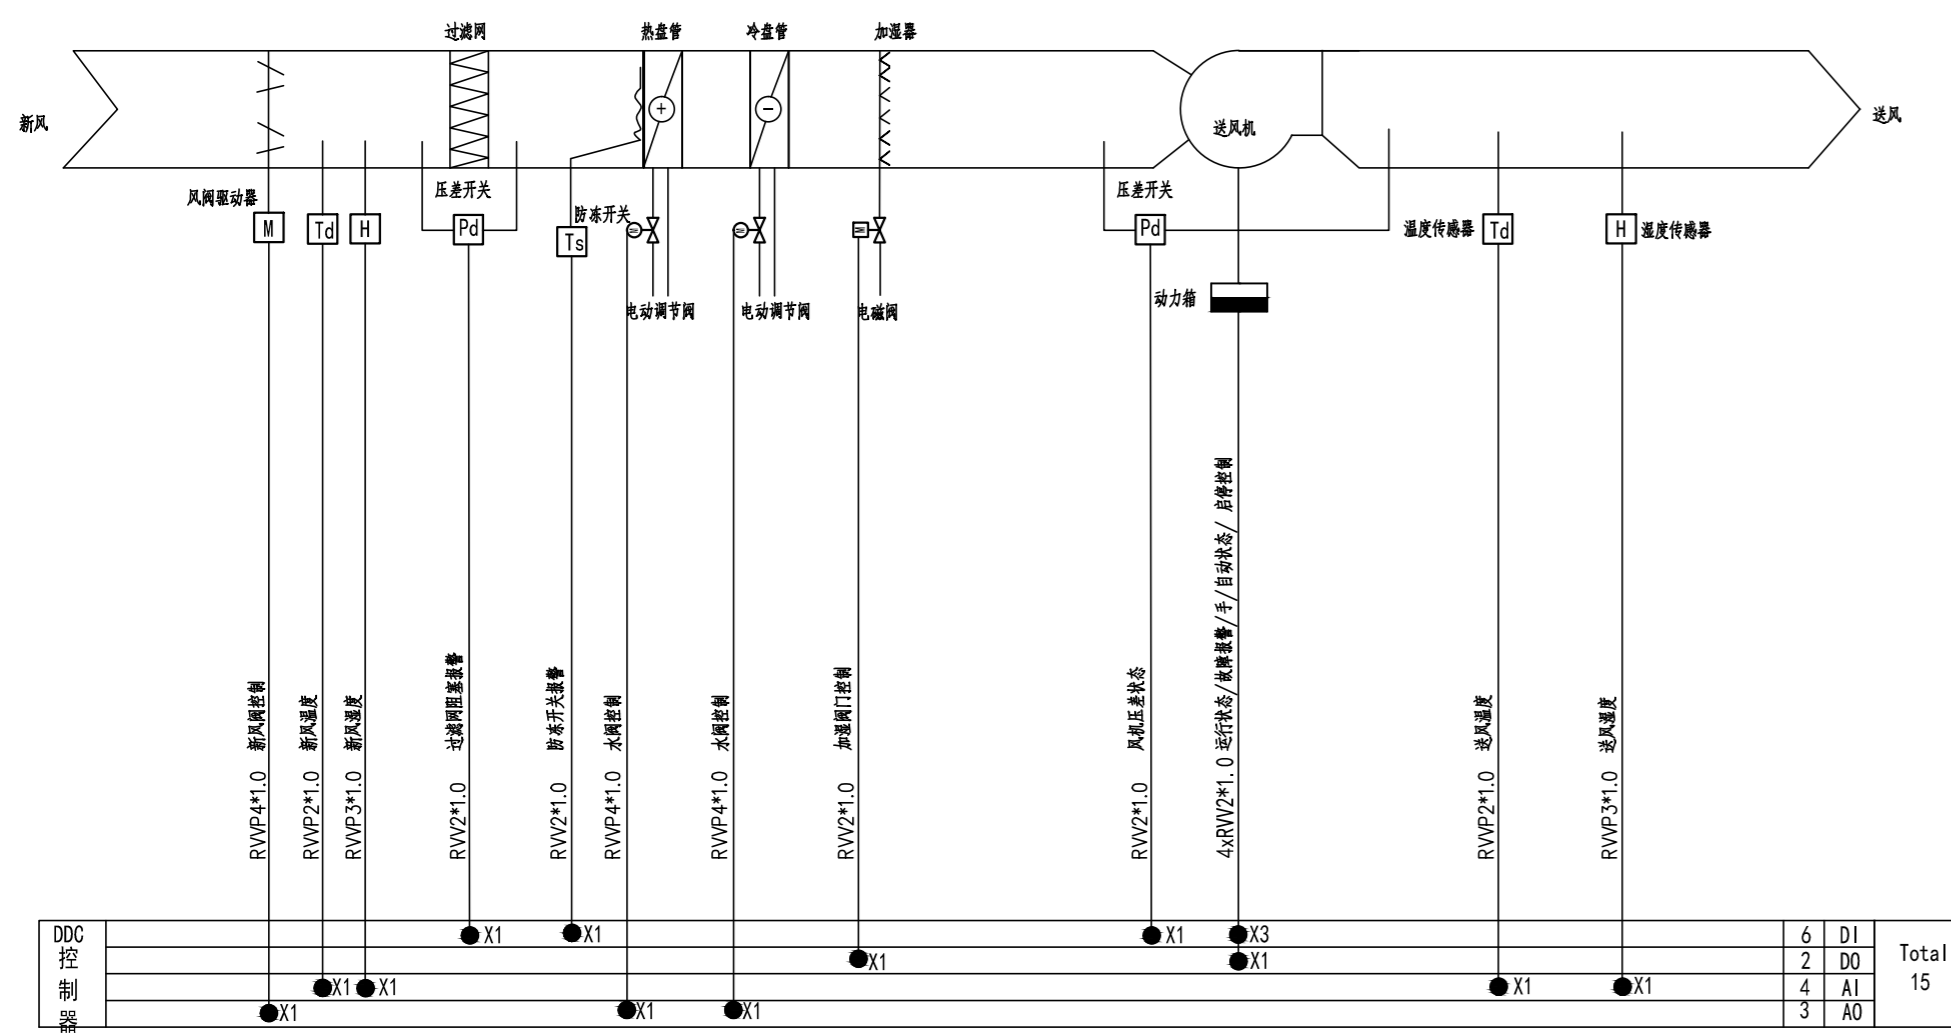 过滤网
热盘管
冷盘管
加湿器
新风
送风机
送风
风阀驱动器
压差开关
防冻开关
压差开关
温度传感器
湿度传感器
M
Td
H
Pd
Ts
M
M
M
Pd
Td
H
电动调节阀
电动调节阀
电磁阀
动力箱
RVVP4*1.0 新风阀控制
RVVP2*1.0 新风温度
RVVP3*1.0 新风湿度
RVV2*1.0 过滤网阻塞报警
RVV2*1.0 防冻开关报警
RVVP4*1.0 水阀控制
RVVP4*1.0 水阀控制
RVV2*1.0 加湿阀门控制
RVV2*1.0 风机压差状态
4xRVV2*1.0 运行状态/故障报警/手/自动状态/ 启停控制
RVVP2*1.0 送风温度
RVVP3*1.0 送风湿度
DDC
控
制
器
X1 X1 X1 X3 6 DI
X1 X1 2 DO
X1 X1 X1 X1 4 AI
X1 X1 X1 3 AO
Total
15